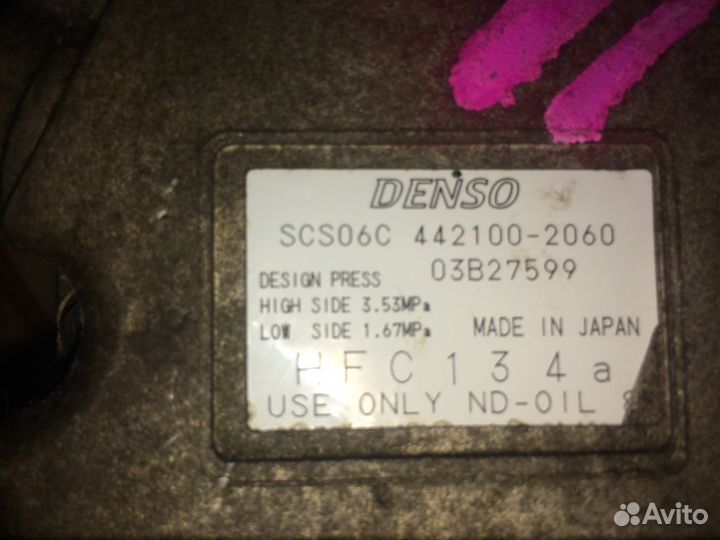 DENSO
SCS06C 442100-2060
03B27599
DESIGN PRESS
HIGH SIDE 3.53MPa
LOW SIDE 1.67MPa
MADE IN JAPAN
HFC134a
USE ONLY ND-OIL
Avito